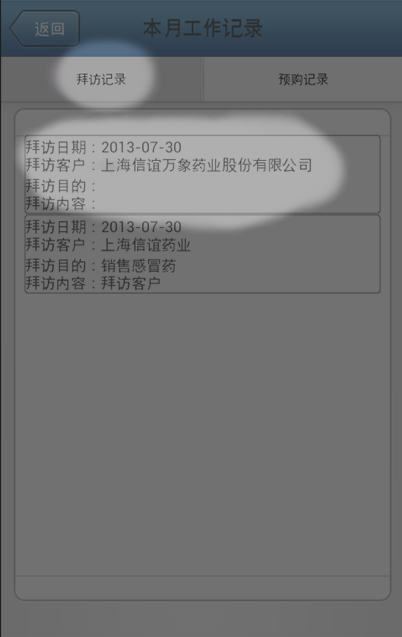 返回
本月工作记录
拜访记录
预购记录
拜访日期：2013-07-30
拜访客户：上海信谊万象药业股份有限公司
拜访目的：
拜访内容：
拜访日期：2013-07-30
拜访客户：上海信谊药业
拜访目的：销售感冒药
拜访内容：拜访客户